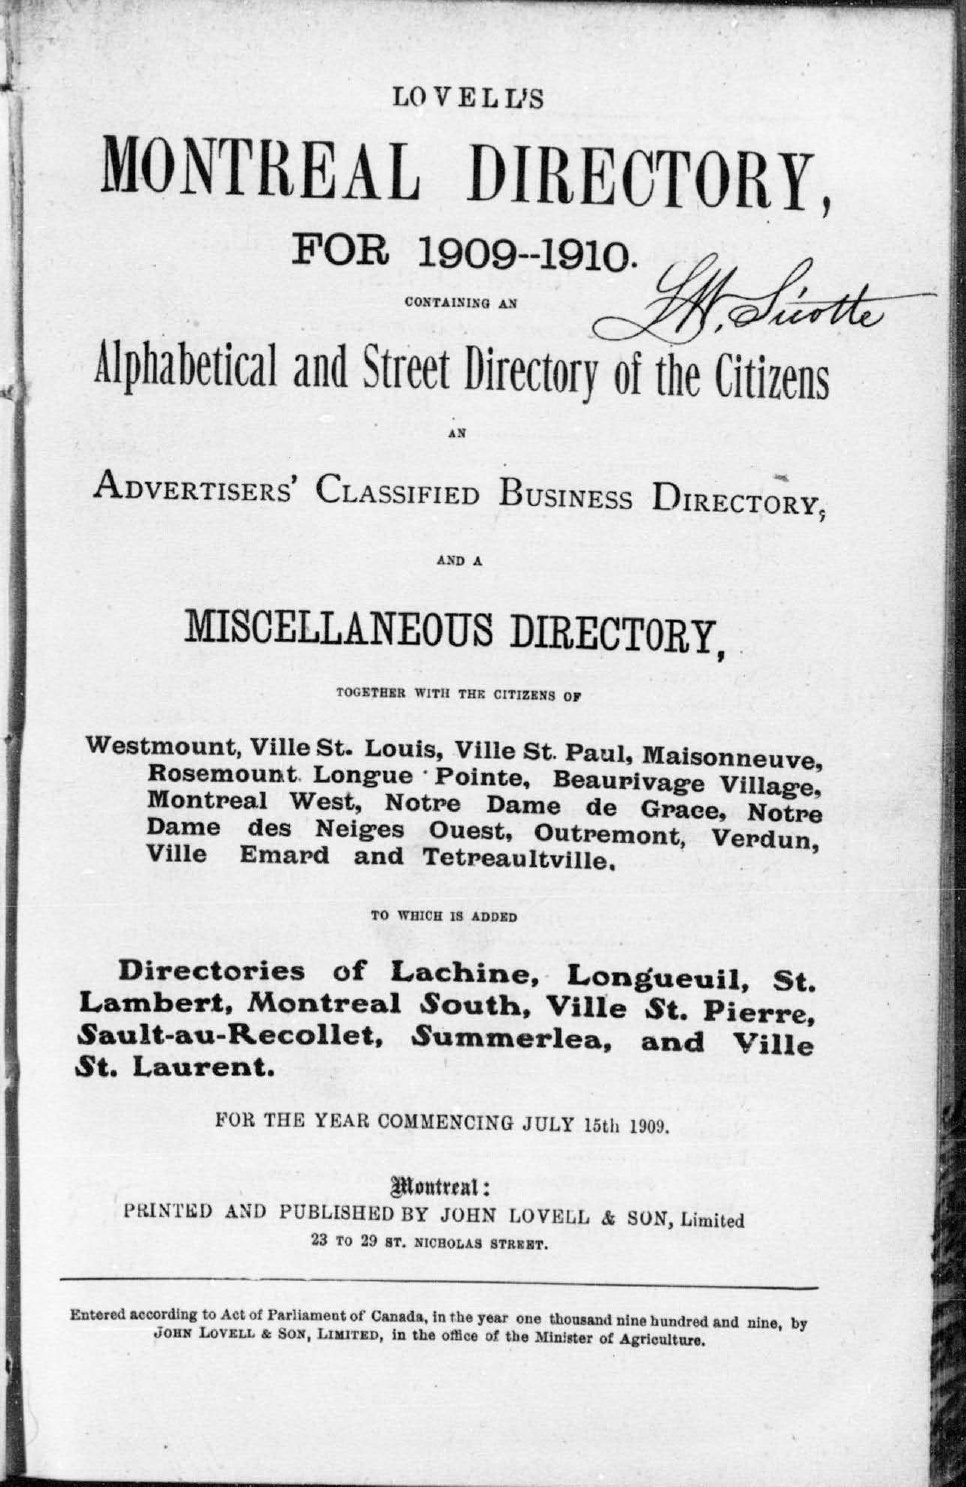 LOVELL'S
MONTREAL DIRECTORY,
FOR 1909--1910.
CONTAINING AN
L. W. Sicotte
Alphabetical and Street Directory of the Citizens
AN
ADVERTISERS' CLASSIFIED BUSINESS DIRECTORY,
AND A
MISCELLANEOUS DIRECTORY,
TOGETHER WITH THE CITIZENS OF
Westmount, Ville St. Louis, Ville St. Paul, Maisonneuve,
Rosemount, Longue Pointe, Beaurivage Village,
Montreal West, Notre Dame de Grace, Notre
Dame des Neiges Ouest, Outremont, Verdun,
Ville Emard and Tetreaultville.
TO WHICH IS ADDED
Directories of Lachine, Longueuil, St.
Lambert, Montreal South, Ville St. Pierre,
Sault-au-Recollet, Summerlea, and Ville
St. Laurent.
FOR THE YEAR COMMENCING JULY 15th 1909.
Montreal:
PRINTED AND PUBLISHED BY JOHN LOVELL & SON, Limited
23 TO 29 ST. NICHOLAS STREET.
Entered according to Act of Parliament of Canada, in the year one thousand nine hundred and nine, by
JOHN LOVELL & SON, LIMITED, in the office of the Minister of Agriculture.